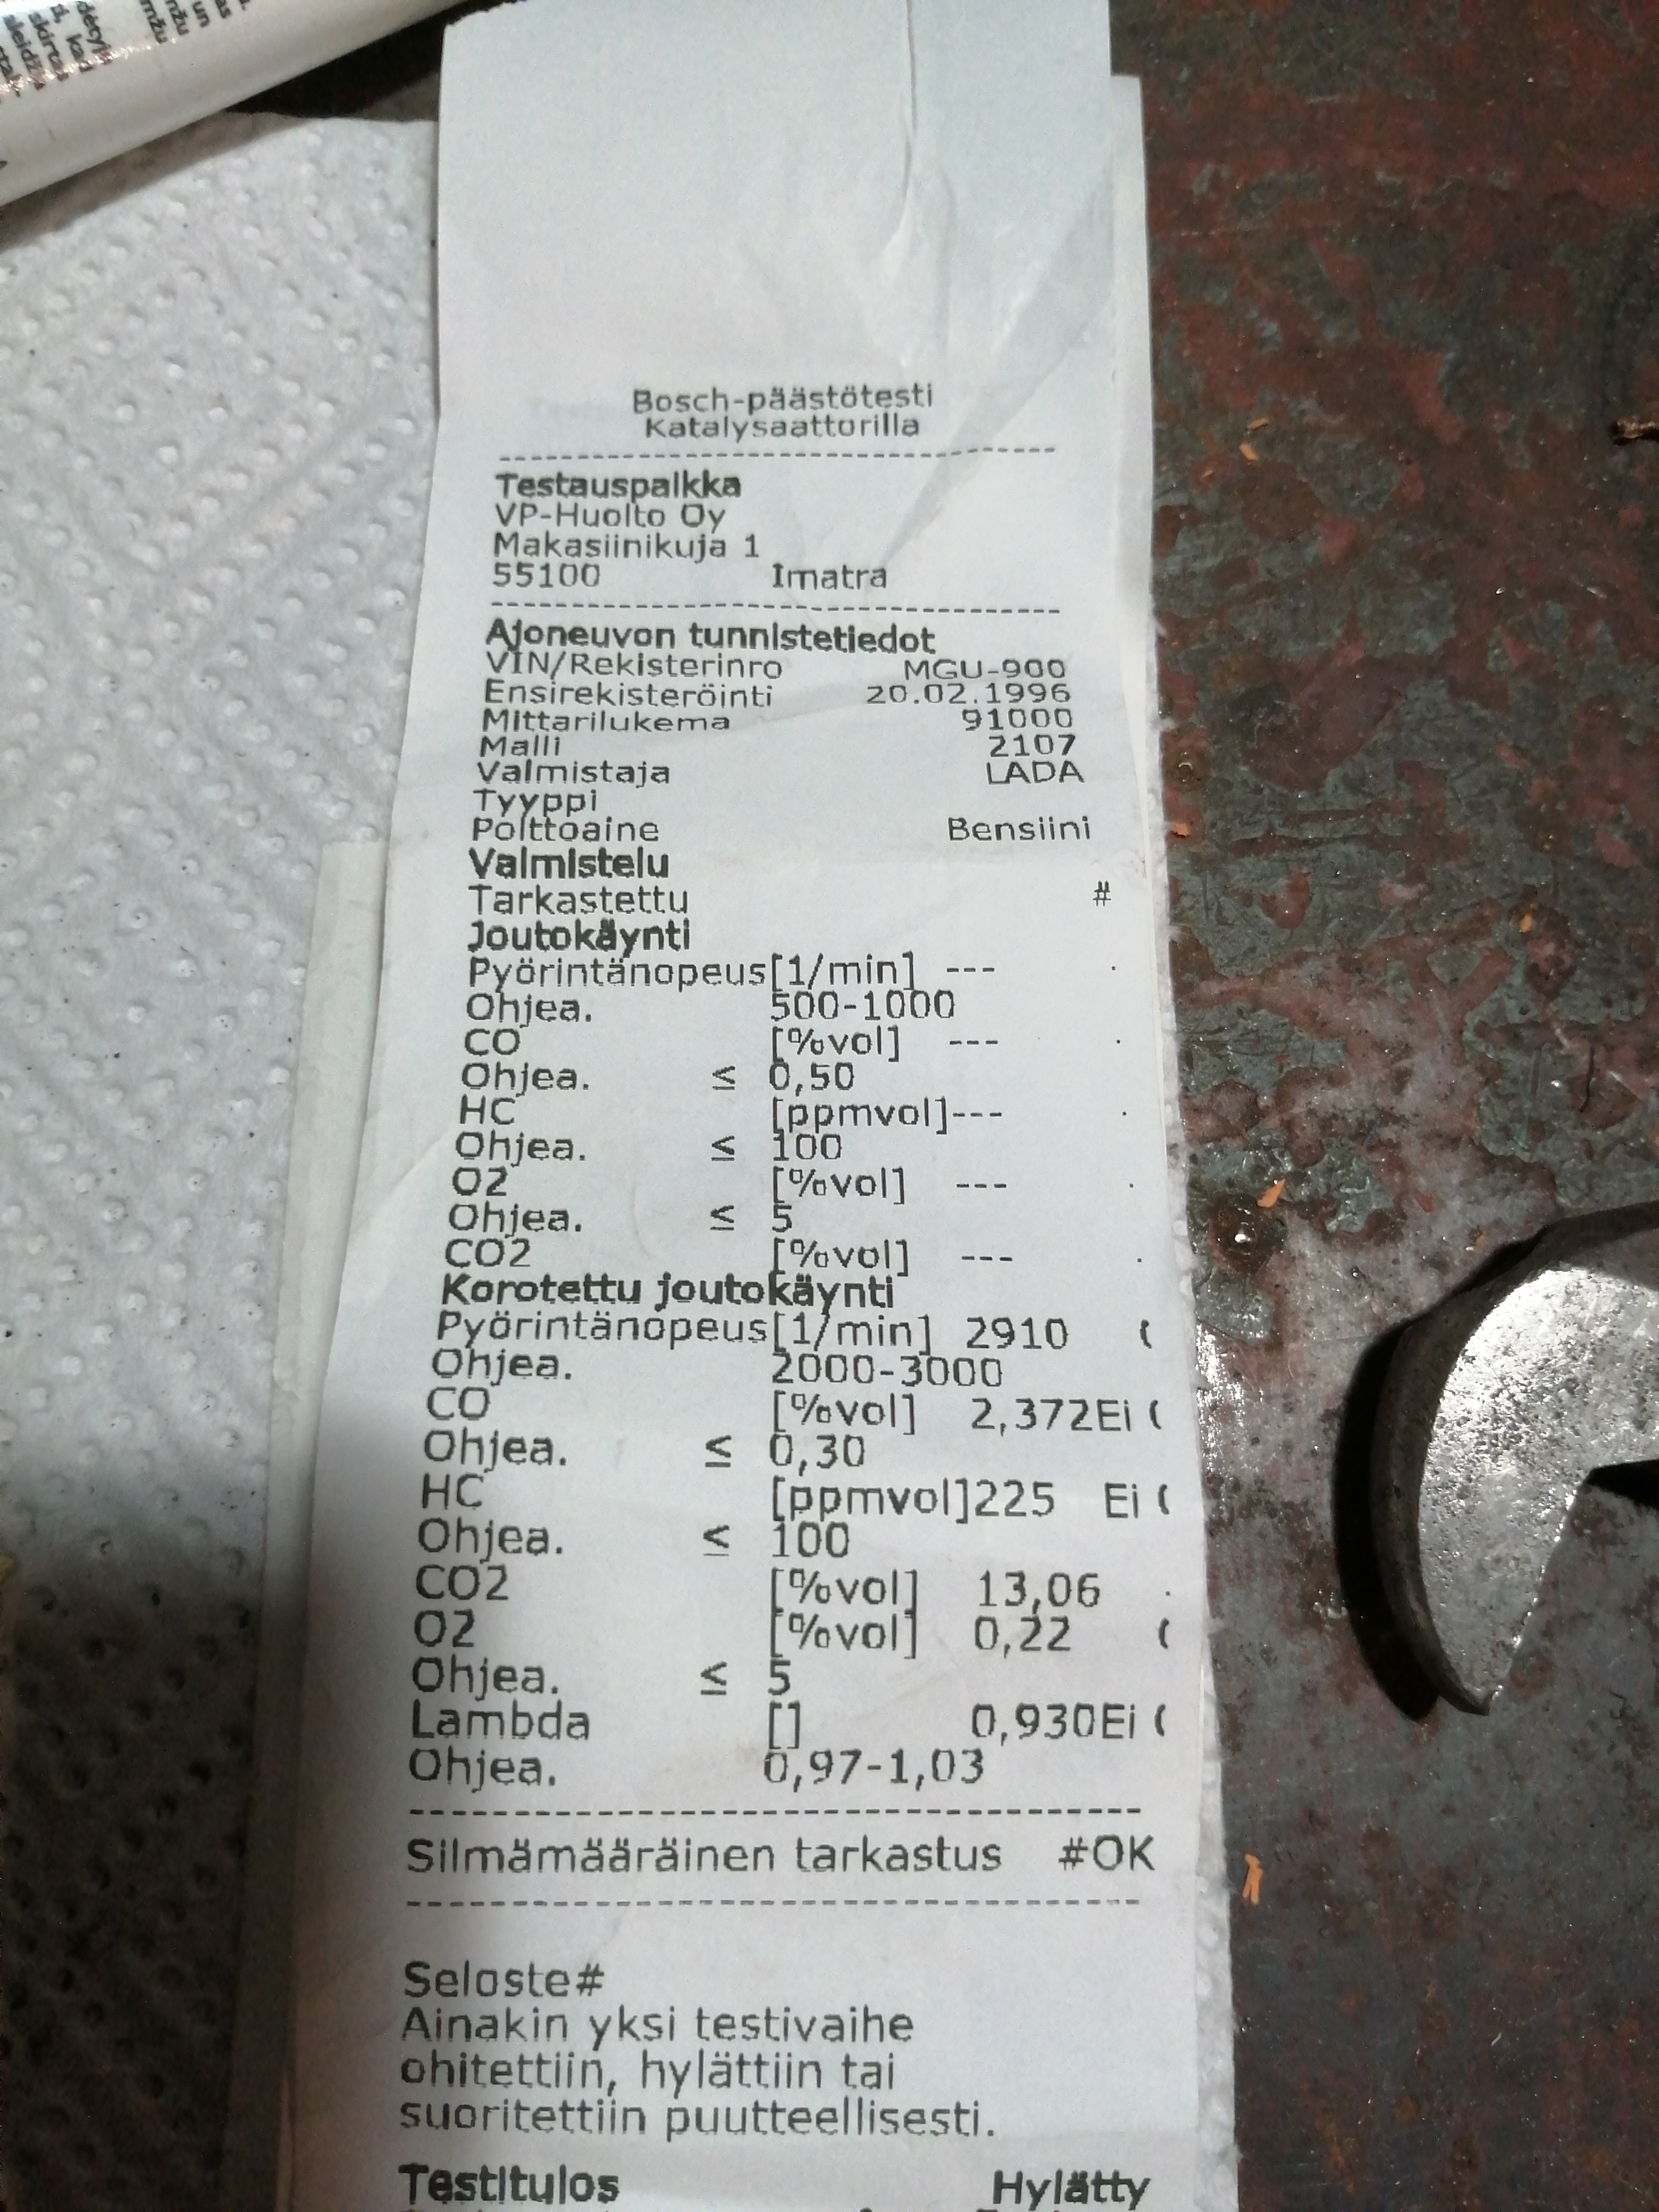 Bosch-päästötesti
Katalysaattorilla
Testauspaikka
VP-Huolto Oy
Makasiinikuja 1
55100 Imatra
Ajoneuvon tunnistetiedot
VIN/Rekisterinro MGU-900
Ensirekisteröinti 20.02.1996
Mittarilukema 91000
Malli 2107
Valmistaja LADA
Tyyppi
Polttoaine Bensiini
Valmistelu
Tarkastettu #
Joutokäynti
Pyörintänopeus[1/min] --- .
Ohjea. 500-1000
CO [%vol] --- .
Ohjea. ≤ 0,50
HC [ppmvol]--- .
Ohjea. ≤ 100
O2 [%vol] --- .
Ohjea. ≤ 5
CO2 [%vol] --- .
Korotettu joutokäynti
Pyörintänopeus[1/min] 2910
Ohjea. 2000-3000
CO [%vol] 2,372Ei
Ohjea. ≤ 0,30
HC [ppmvol]225 Ei
Ohjea. ≤ 100
CO2 [%vol] 13,06 .
O2 [%vol] 0,22
Ohjea. ≤ 5
Lambda [] 0,930Ei
Ohjea. 0,97-1,03
Silmämääräinen tarkastus #OK
Seloste#
Ainakin yksi testivaihe
ohitettiin, hylättiin tai
suoritettiin puutteellisesti.
Testitulos Hylätty